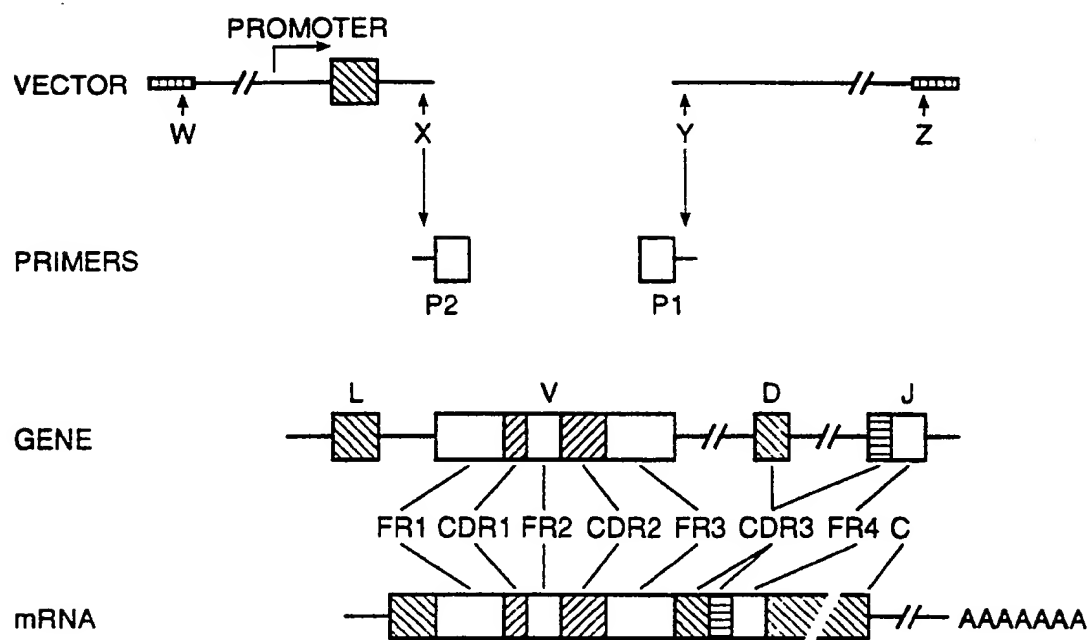 PROMOTER
VECTOR
W X Y Z
PRIMERS
P2 P1
L V D J
GENE
FR1 CDR1 FR2 CDR2 FR3 CDR3 FR4 C
mRNA AAAAAAA